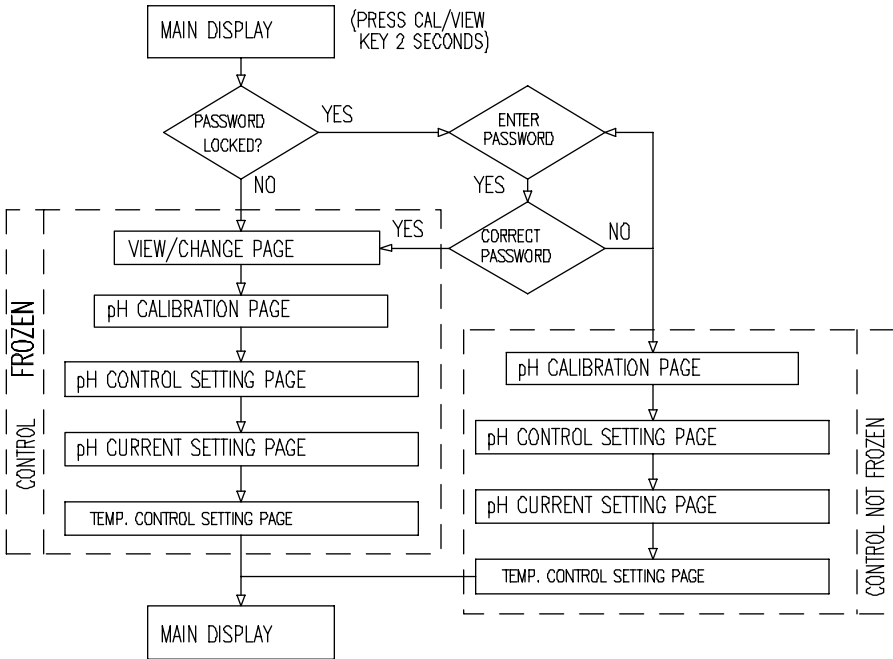 MAIN DISPLAY
(PRESS CAL/VIEW
KEY 2 SECONDS)
PASSWORD
LOCKED?
YES
ENTER
PASSWORD
NO
YES
VIEW/CHANGE PAGE
YES
CORRECT
PASSWORD
NO
pH CALIBRATION PAGE
pH CONTROL SETTING PAGE
pH CURRENT SETTING PAGE
TEMP. CONTROL SETTING PAGE
CONTROL FROZEN
pH CALIBRATION PAGE
pH CONTROL SETTING PAGE
pH CURRENT SETTING PAGE
TEMP. CONTROL SETTING PAGE
CONTROL NOT FROZEN
MAIN DISPLAY